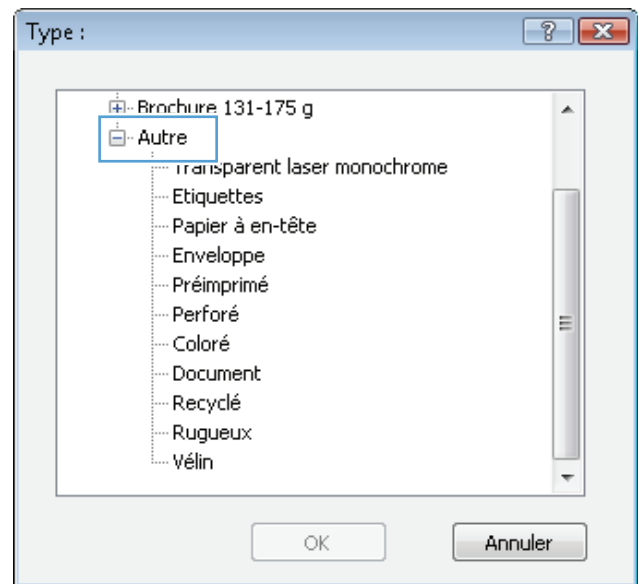 Type :
Brochure 131-175 g
Autre
Transparent laser monochrome
Etiquettes
Papier à en-tête
Enveloppe
Préimprimé
Perforé
Coloré
Document
Recyclé
Rugueux
Vélin
OK
Annuler